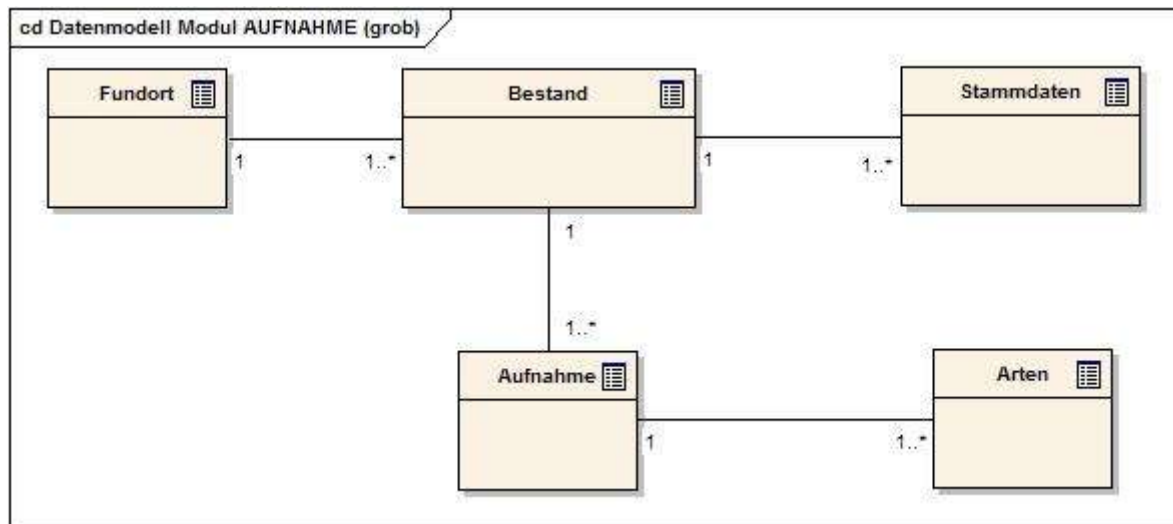 cd Datenmodell Modul AUFNAHME (grob)
Fundort
Bestand
Stammdaten
1
1..*
1
1..*
1
1..*
Aufnahme
Arten
1
1..*